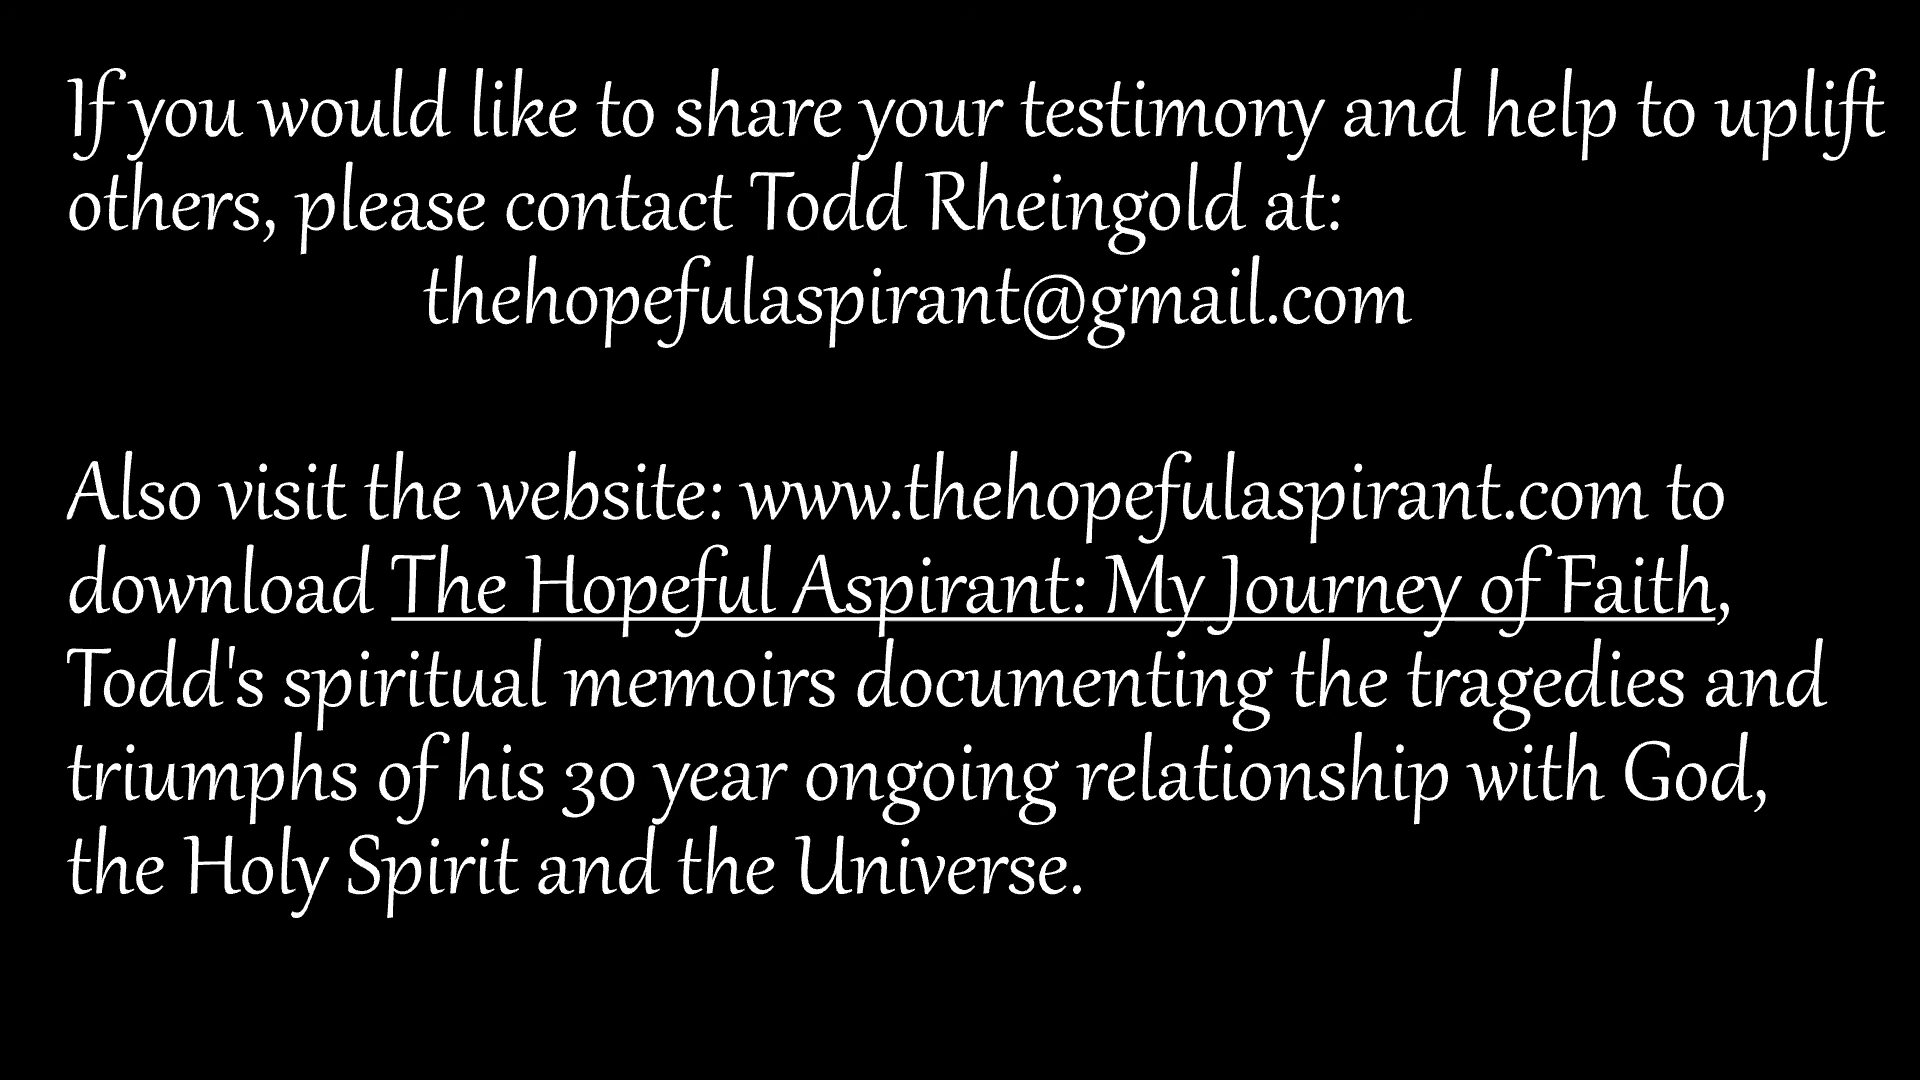 If you would like to share your testimony and help to uplift
others, please contact Todd Rheingold at:
thehopefulaspirant@gmail.com
Also visit the website: www.thehopefulaspirant.com to
download The Hopeful Aspirant: My Journey of Faith,
Todd's spiritual memoirs documenting the tragedies and
triumphs of his 30 year ongoing relationship with God,
the Holy Spirit and the Universe.